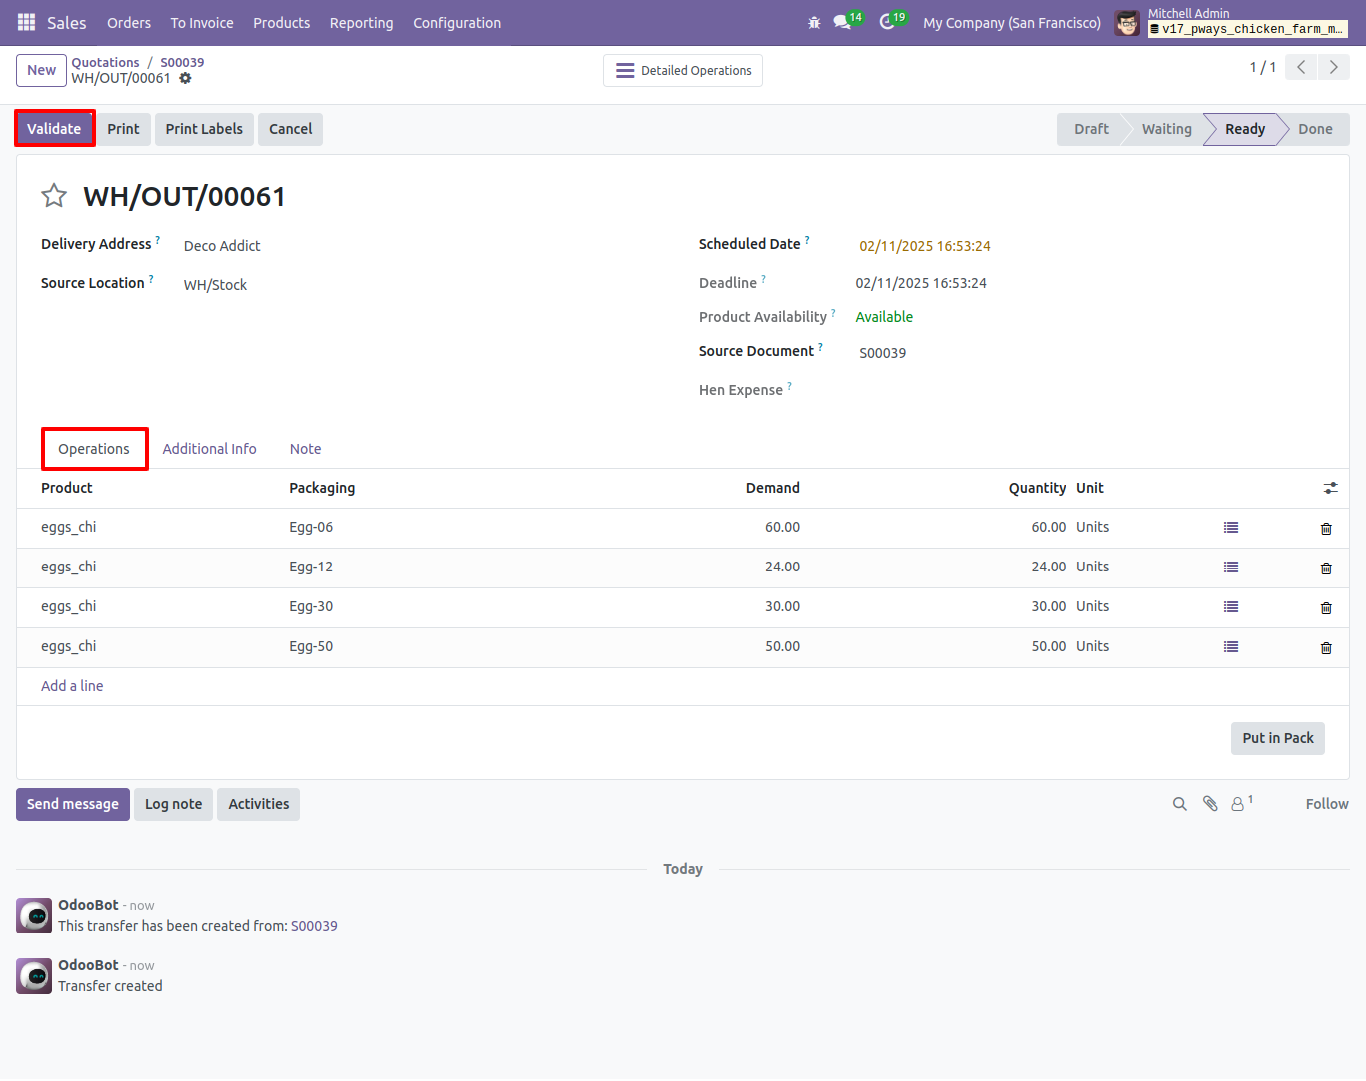 Sales Orders To Invoice Products Reporting Configuration 14 19 My Company (San Francisco) Mitchell Admin
v17_pways_chicken_farm_m...
New Quotations / S00039 Detailed Operations 1 / 1
WH/OUT/00061
Validate Print Print Labels Cancel Draft Waiting Ready Done
WH/OUT/00061
Delivery Address ? Deco Addict Scheduled Date ? 02/11/2025 16:53:24
Source Location ? WH/Stock Deadline ? 02/11/2025 16:53:24
Product Availability ? Available
Source Document ? S00039
Hen Expense ?
Operations Additional Info Note
Product Packaging Demand Quantity Unit
eggs_chi Egg-06 60.00 60.00 Units
eggs_chi Egg-12 24.00 24.00 Units
eggs_chi Egg-30 30.00 30.00 Units
eggs_chi Egg-50 50.00 50.00 Units
Add a line
Put in Pack
Send message Log note Activities 1 Follow
Today
OdooBot - now
This transfer has been created from: S00039
OdooBot - now
Transfer created